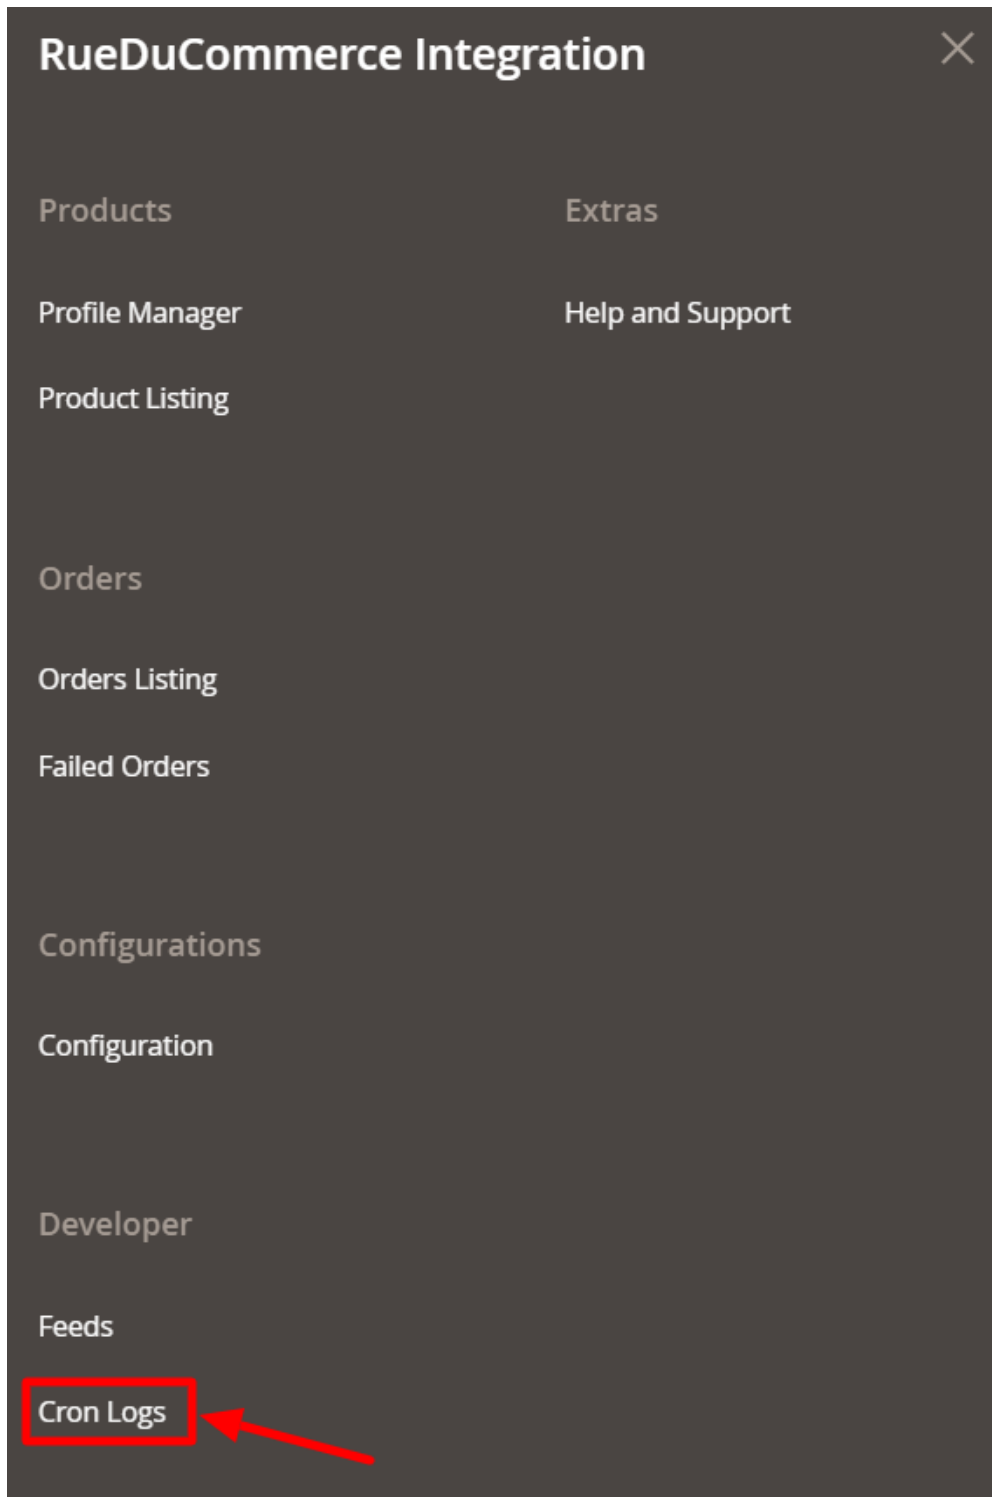 RueDuCommerce Integration
Products
Profile Manager
Product Listing
Extras
Help and Support
Orders
Orders Listing
Failed Orders
Configurations
Configuration
Developer
Feeds
Cron Logs